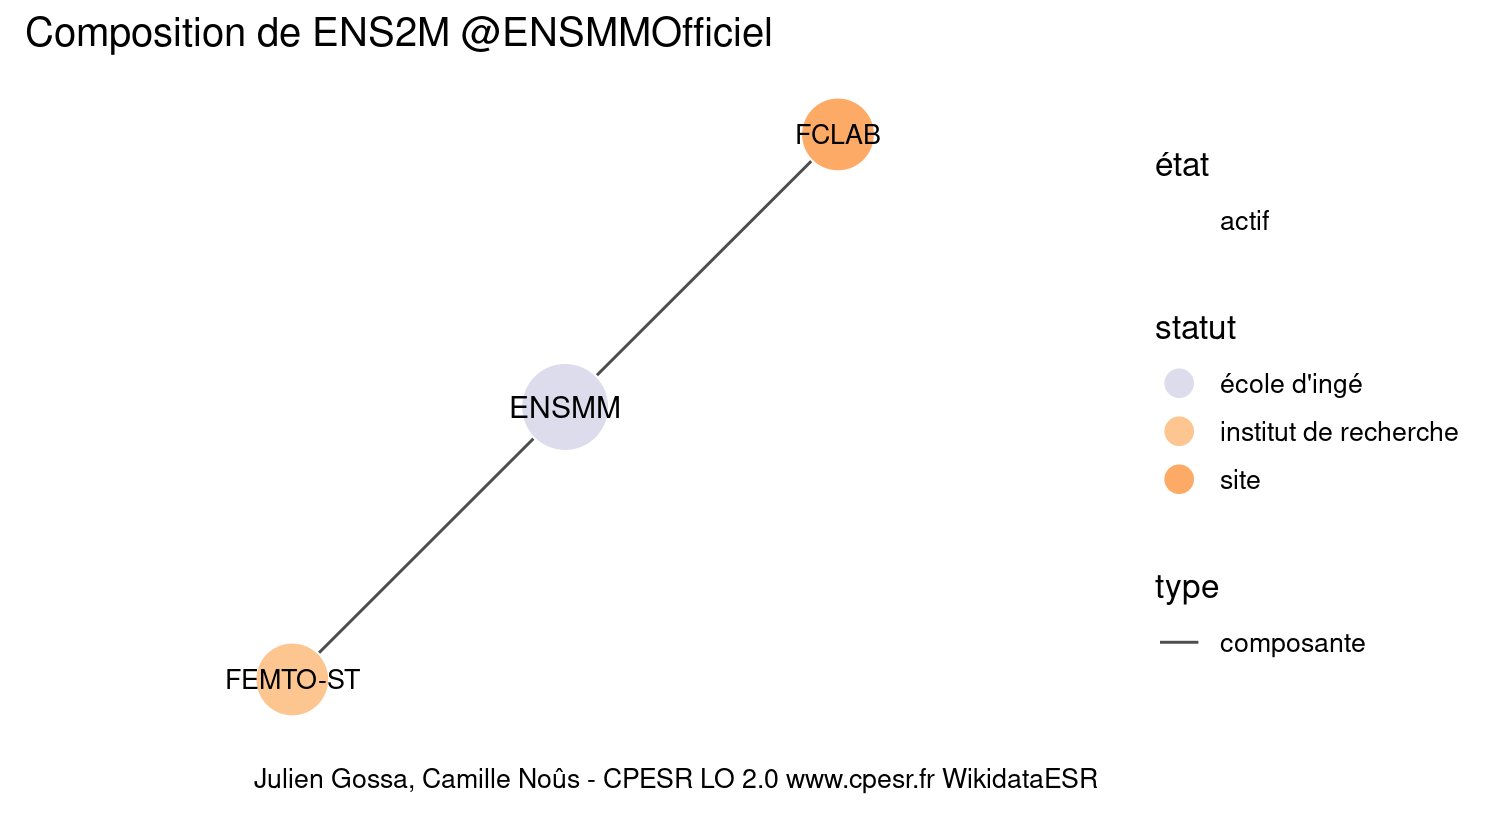 Composition de ENS2M @ENSMMOfficiel
FCLAB
ENSMM
FEMTO-ST
état
actif
statut
école d'ingé
institut de recherche
site
type
composante
Julien Gossa, Camille Noûs - CPESR LO 2.0 www.cpesr.fr WikidataESR